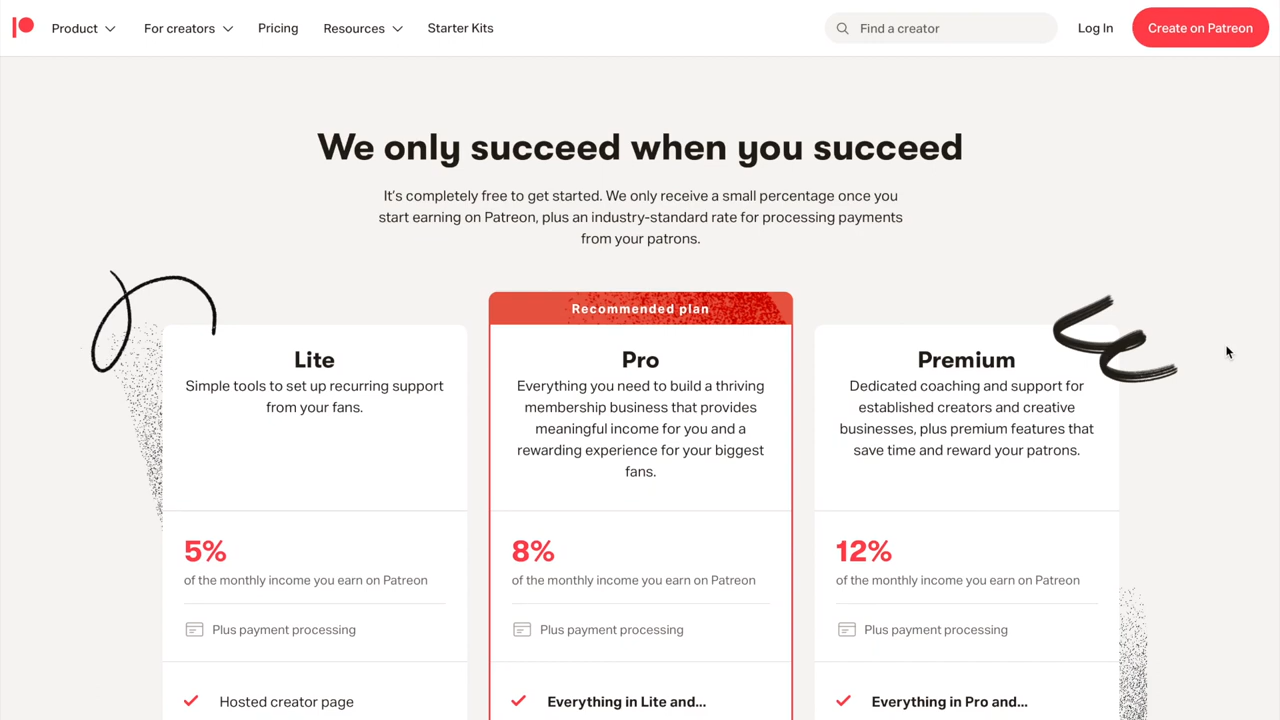 Product
For creators
Pricing
Resources
Starter Kits
Find a creator
Log In
Create on Patreon
We only succeed when you succeed
It’s completely free to get started. We only receive a small percentage once you
start earning on Patreon, plus an industry-standard rate for processing payments
from your patrons.
Lite
Simple tools to set up recurring support
from your fans.
5%
of the monthly income you earn on Patreon
Plus payment processing
Hosted creator page
Recommended plan
Pro
Everything you need to build a thriving
membership business that provides
meaningful income for you and a
rewarding experience for your biggest
fans.
8%
of the monthly income you earn on Patreon
Plus payment processing
Everything in Lite and...
Premium
Dedicated coaching and support for
established creators and creative
businesses, plus premium features that
save time and reward your patrons.
12%
of the monthly income you earn on Patreon
Plus payment processing
Everything in Pro and...